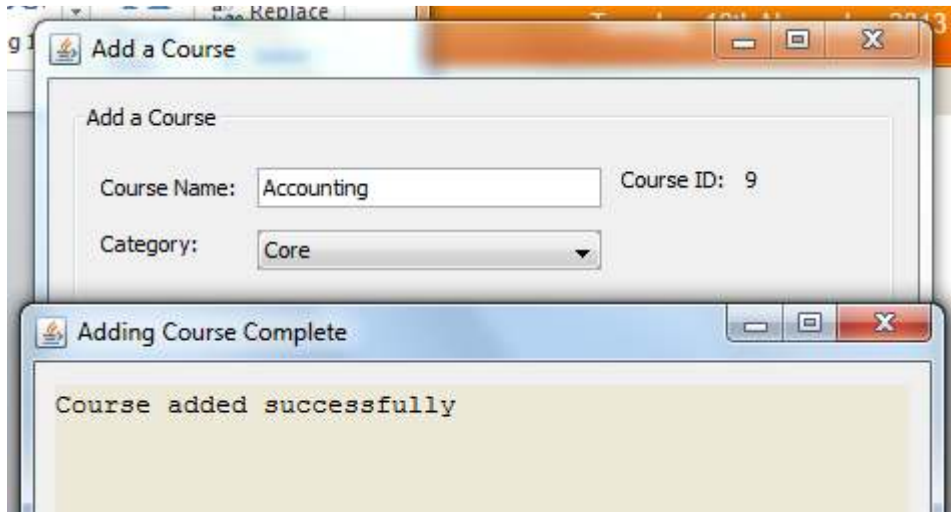 Replace
Add a Course
Add a Course
Course Name: Accounting Course ID: 9
Category: Core
Adding Course Complete
Course added successfully